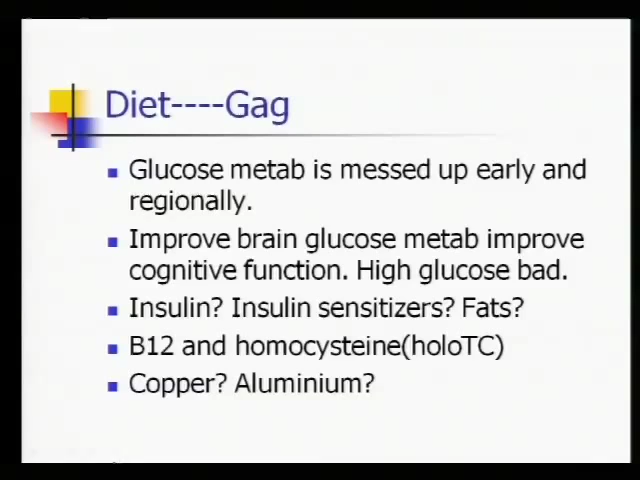 Diet----Gag
Glucose metab is messed up early and
regionally.
Improve brain glucose metab improve
cognitive function. High glucose bad.
Insulin? Insulin sensitizers? Fats?
B12 and homocysteine(holoTC)
Copper? Aluminium?